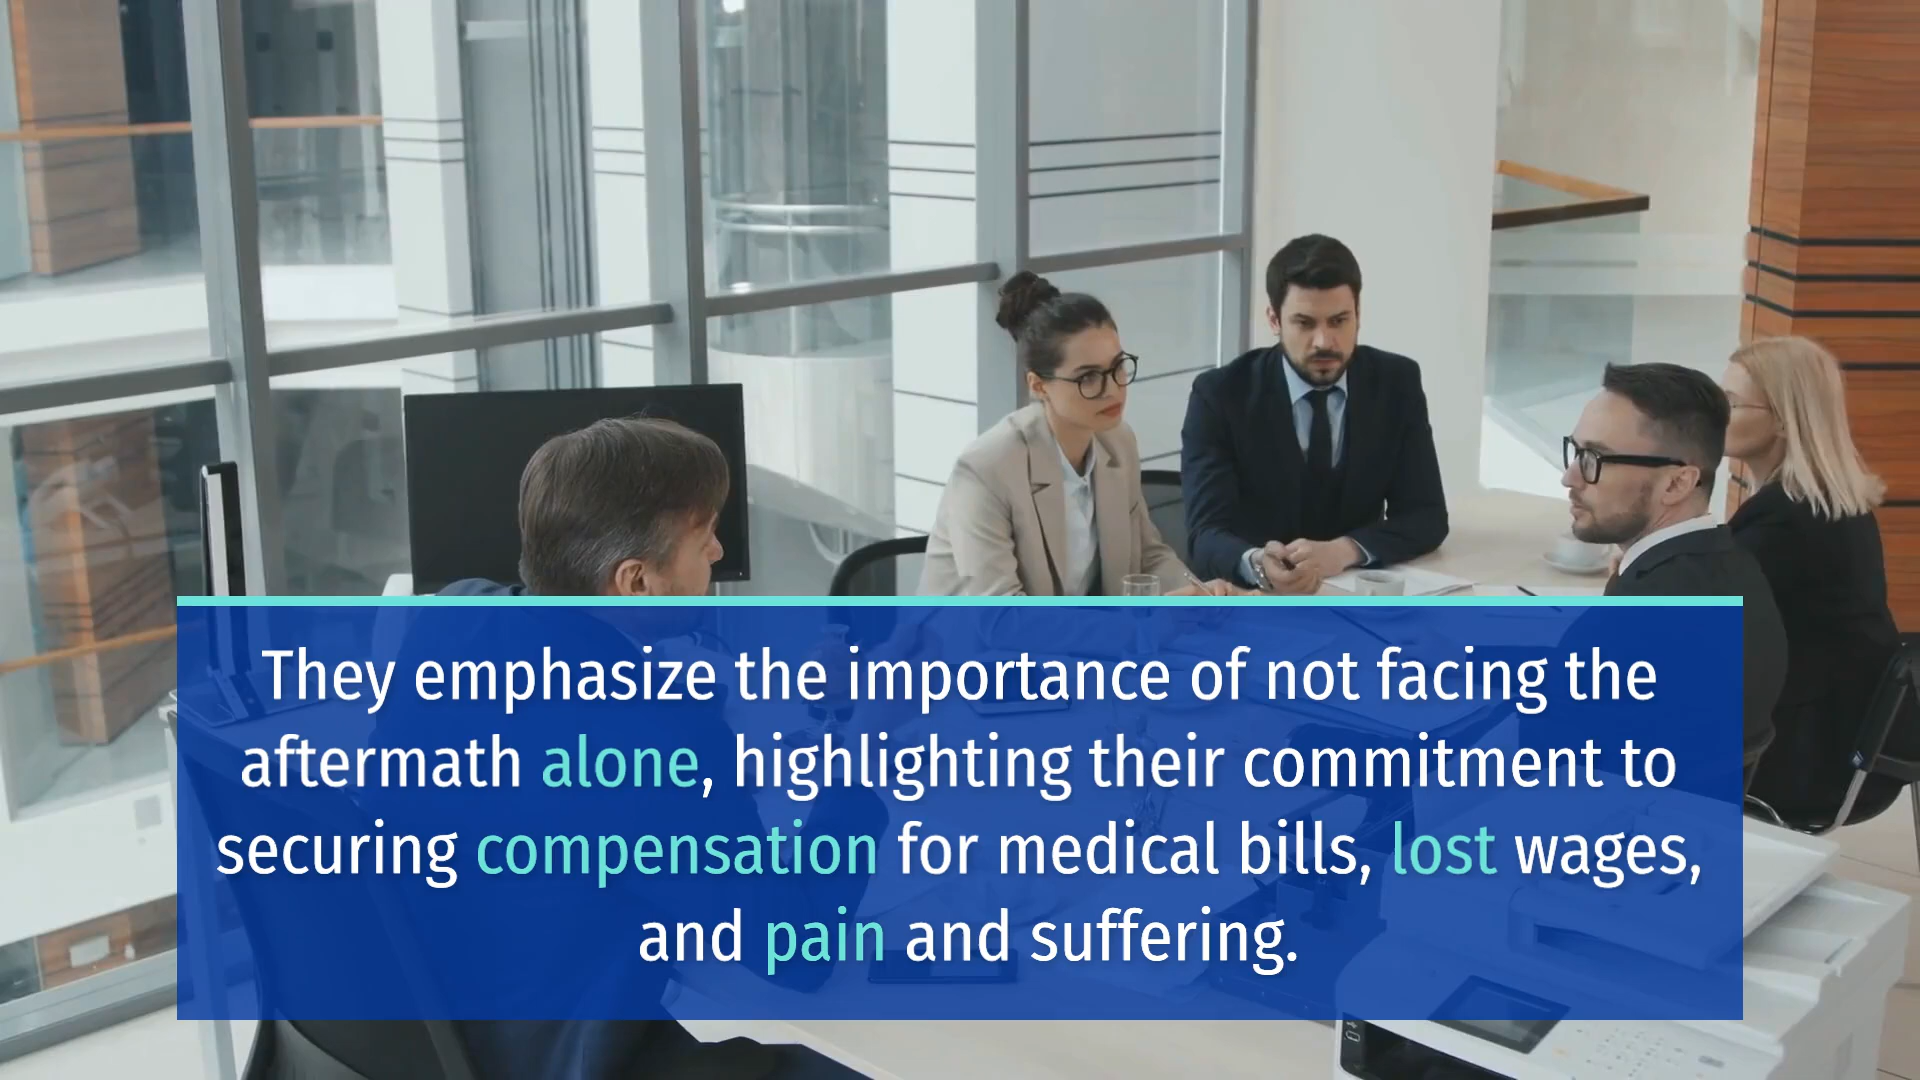 They emphasize the importance of not facing the
aftermath alone, highlighting their commitment to
securing compensation for medical bills, lost wages,
and pain and suffering.